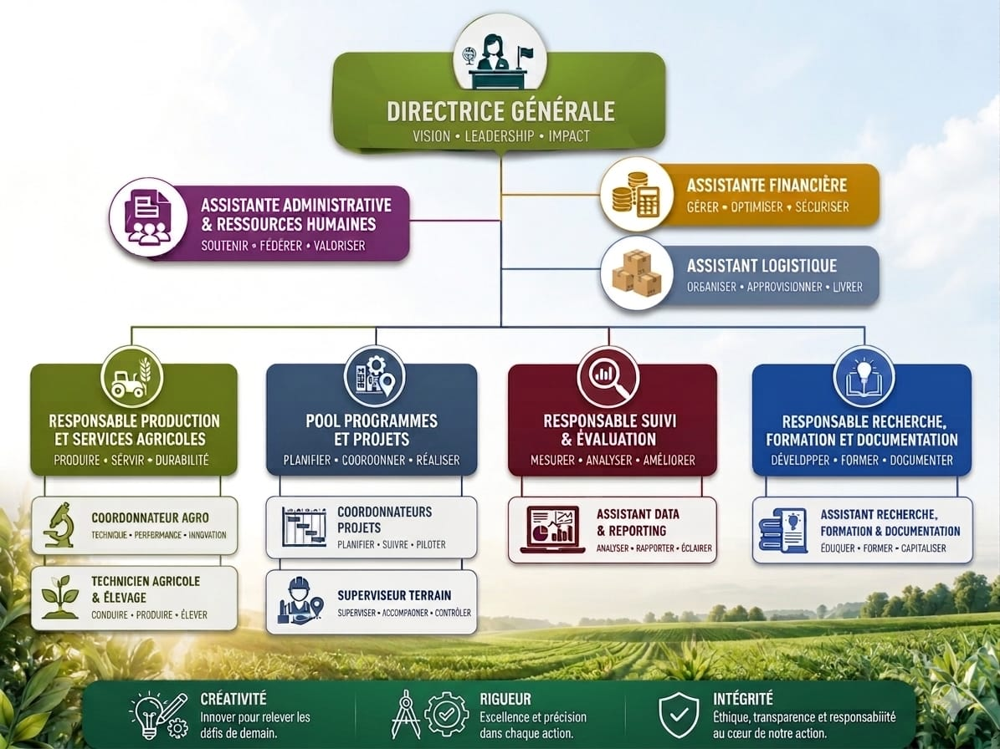 DIRECTRICE GÉNÉRALE
VISION • LEADERSHIP • IMPACT
ASSISTANTE ADMINISTRATIVE
& RESSOURCES HUMAINES
SOUTENIR • FÉDÉRER • VALORISER
ASSISTANTE FINANCIÈRE
GÉRER • OPTIMISER • SÉCURISER
ASSISTANT LOGISTIQUE
ORGANISER • APPROVISIONNER • LIVRER
RESPONSABLE PRODUCTION
ET SERVICES AGRICOLES
PRODUIRE • SERVIR • DURABILITÉ
COORDONNATEUR AGRO
TECHNIQUE • PERFORMANCE • INNOVATION
TECHNICIEN AGRICOLE
& ÉLEVAGE
CONDUIRE • PRODUIRE • ÉLEVER
POOL PROGRAMMES
ET PROJETS
PLANIFIER • COORDONNER • RÉALISER
COORDONNATEURS
PROJETS
PLANIFIER • SUIVRE • PILOTER
SUPERVISEUR TERRAIN
SUPERVISER • ACCOMPAGNER • CONTRÔLER
RESPONSABLE SUIVI
& ÉVALUATION
MESURER • ANALYSER • AMÉLIORER
ASSISTANT DATA
& REPORTING
ANALYSER • RAPPORTER • ÉCLAIRER
RESPONSABLE RECHERCHE,
FORMATION ET DOCUMENTATION
DÉVELDPPER • FORMER • DOCUMENTER
ASSISTANT RECHERCHE,
FORMATION & DOCUMENTATION
ÉDUQUER • FORMER • CAPITALISER
CRÉATIVITÉ
Innover pour relever les
défis de demain.
RIGUEUR
Excellence et précision
dans chaque action.
INTÉGRITÉ
Éthique, transparence et responsabilité
au cœur de notre action.